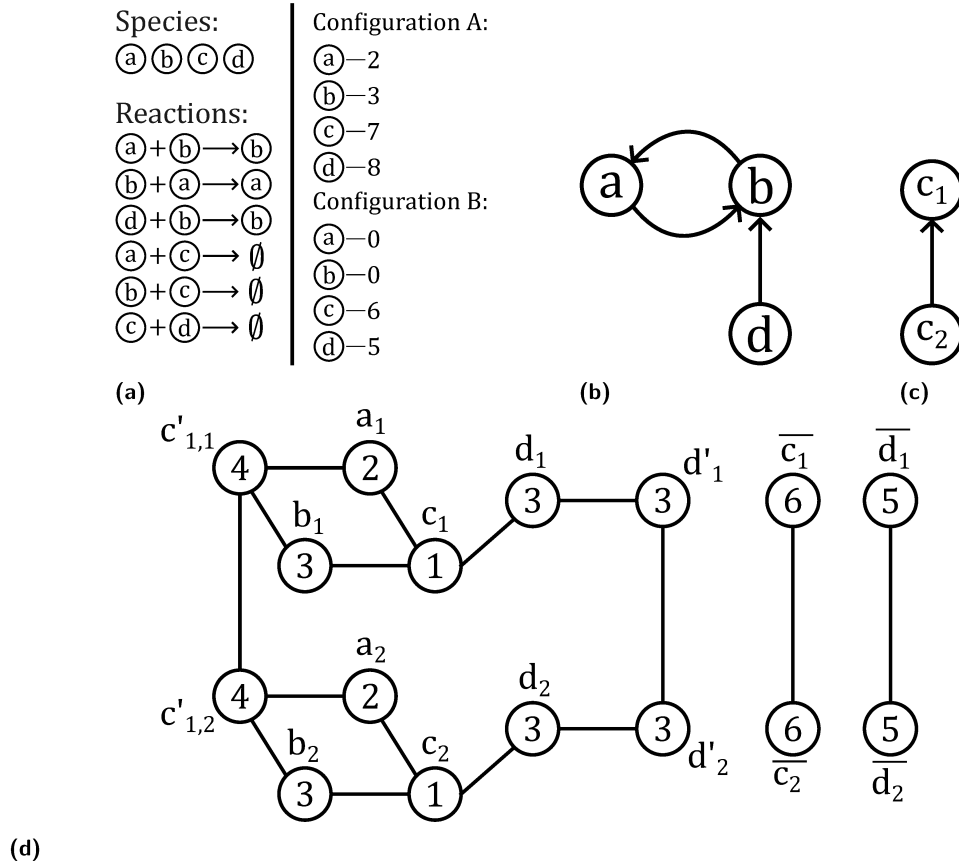 Species:
a b c d
Reactions:
a + b → b
b + a → a
d + b → b
a + c → ∅
b + c → ∅
c + d → ∅
Configuration A:
a – 2
b – 3
c – 7
d – 8
Configuration B:
a – 0
b – 0
c – 6
d – 5
(a)
a
b
d
(b)
c₁
c₂
(c)
c'₁,₁
4
a₁
2
b₁
3
c₁
1
d₁
3
d'₁
3
c̅₁
6
d̅₁
5
c'₁,₂
4
a₂
2
b₂
3
c₂
1
d₂
3
d'₂
3
c̅₂
6
d̅₂
5
(d)